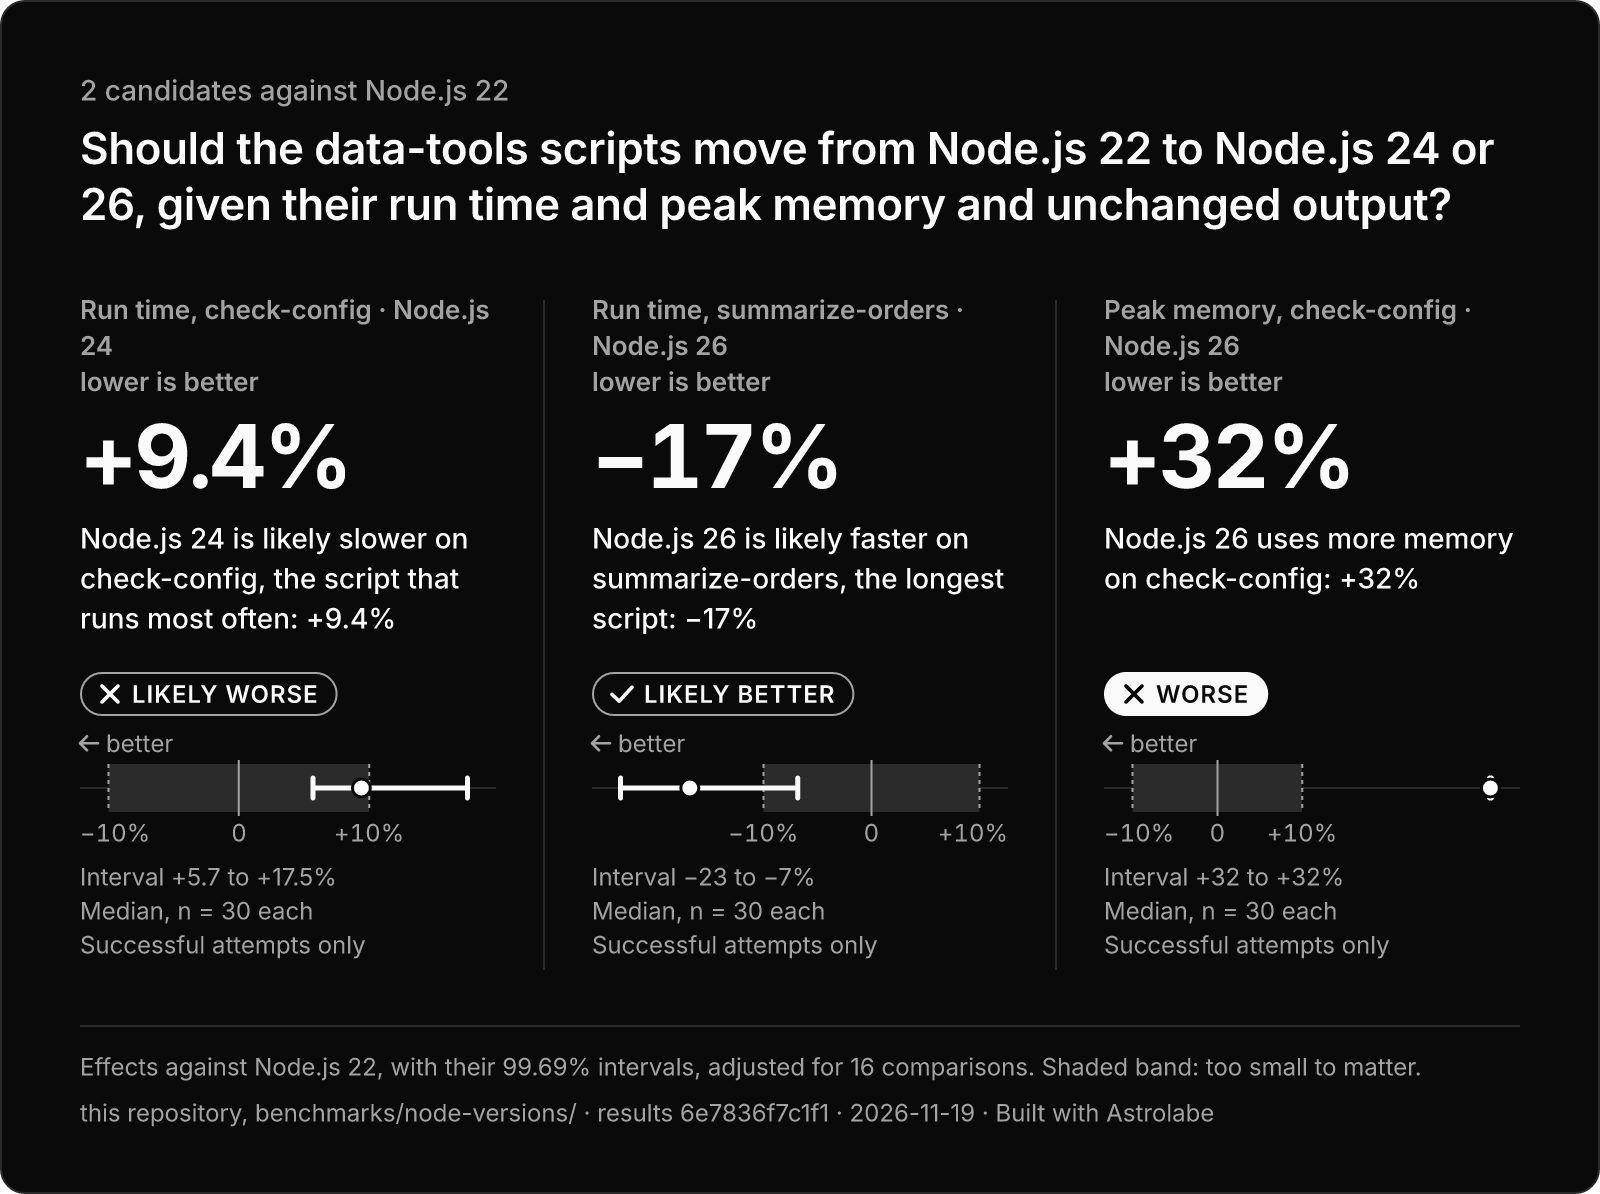 2 candidates against Node.js 22
Should the data-tools scripts move from Node.js 22 to Node.js 24 or
26, given their run time and peak memory and unchanged output?
Run time, check-config · Node.js
24
lower is better
+9.4%
Node.js 24 is likely slower on
check-config, the script that
runs most often: +9.4%
LIKELY WORSE
← better
−10%
0
+10%
Interval +5.7 to +17.5%
Median, n = 30 each
Successful attempts only
Run time, summarize-orders ·
Node.js 26
lower is better
−17%
Node.js 26 is likely faster on
summarize-orders, the longest
script: −17%
LIKELY BETTER
← better
−10%
0
+10%
Interval −23 to −7%
Median, n = 30 each
Successful attempts only
Peak memory, check-config ·
Node.js 26
lower is better
+32%
Node.js 26 uses more memory
on check-config: +32%
WORSE
← better
−10%
0
+10%
Interval +32 to +32%
Median, n = 30 each
Successful attempts only
Effects against Node.js 22, with their 99.69% intervals, adjusted for 16 comparisons. Shaded band: too small to matter.
this repository, benchmarks/node-versions/ · results 6e7836f7c1f1 · 2026-11-19 · Built with Astrolabe